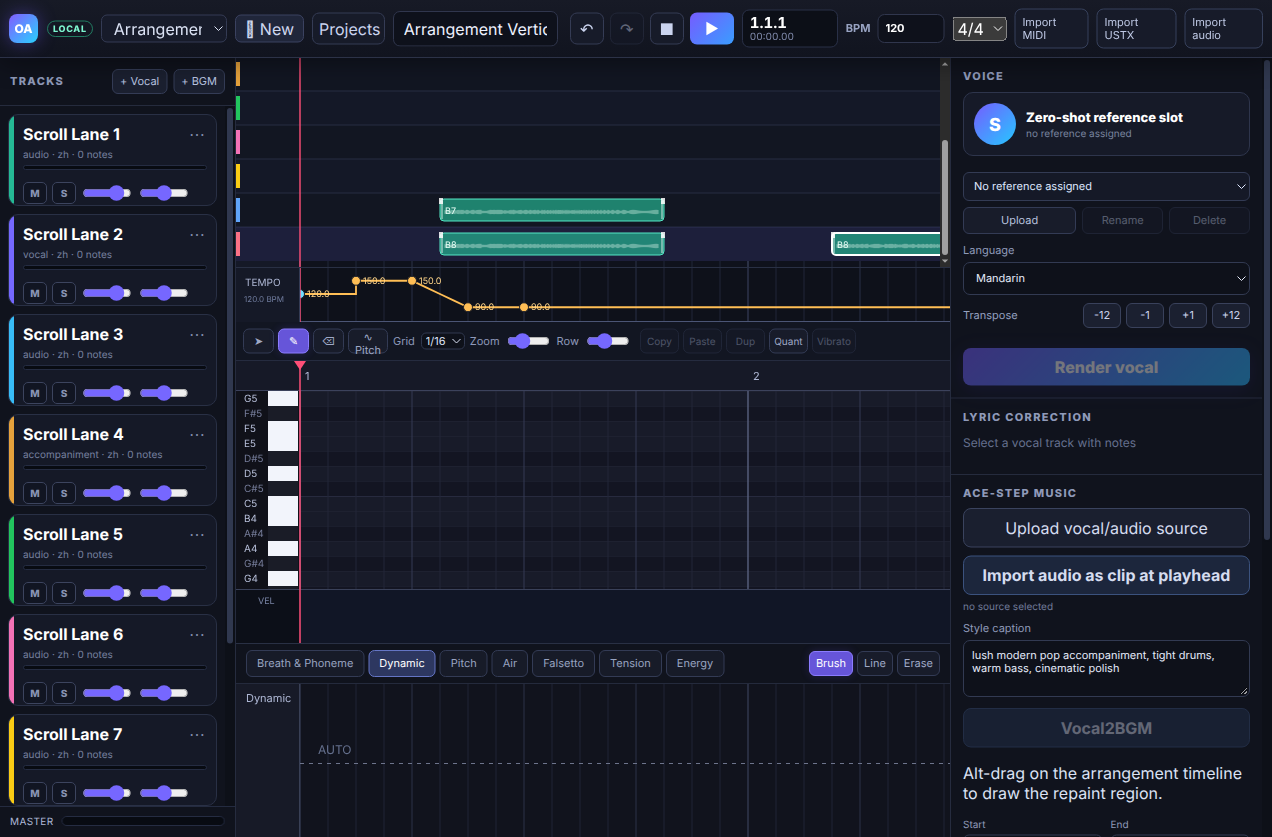 OA LOCAL Arrangemer New Projects Arrangement Vertic 1.1.1 00:00.00 BPM 120 4/4 Import MIDI Import USTX Import audio
TRACKS + Vocal + BGM
Scroll Lane 1 ...
audio · zh · 0 notes
M S
Scroll Lane 2 ...
vocal · zh · 0 notes
M S
Scroll Lane 3 ...
audio · zh · 0 notes
M S
Scroll Lane 4 ...
accompaniment · zh · 0 notes
M S
Scroll Lane 5 ...
audio · zh · 0 notes
M S
Scroll Lane 6 ...
audio · zh · 0 notes
M S
Scroll Lane 7 ...
audio · zh · 0 notes
M S
MASTER
B7
B8 B8
TEMPO
120.0 BPM
120.0 150.0 150.0
Pitch Grid 1/16 Zoom Row Copy Paste Dup Quant Vibrato
1 2
G5
F#5
F5
E5
D#5
D5
C#5
C5
B4
A#4
A4
G#4
G4
VEL
Breath & Phoneme Dynamic Pitch Air Falsetto Tension Energy Brush Line Erase
Dynamic
AUTO
VOICE
S
Zero-shot reference slot
no reference assigned
No reference assigned
Upload Rename Delete
Language
Mandarin
Transpose -12 -1 +1 +12
Render vocal
LYRIC CORRECTION
Select a vocal track with notes
ACE-STEP MUSIC
Upload vocal/audio source
Import audio as clip at playhead
no source selected
Style caption
lush modern pop accompaniment, tight drums,
warm bass, cinematic polish
Vocal2BGM
Alt-drag on the arrangement timeline
to draw the repaint region.
Start End